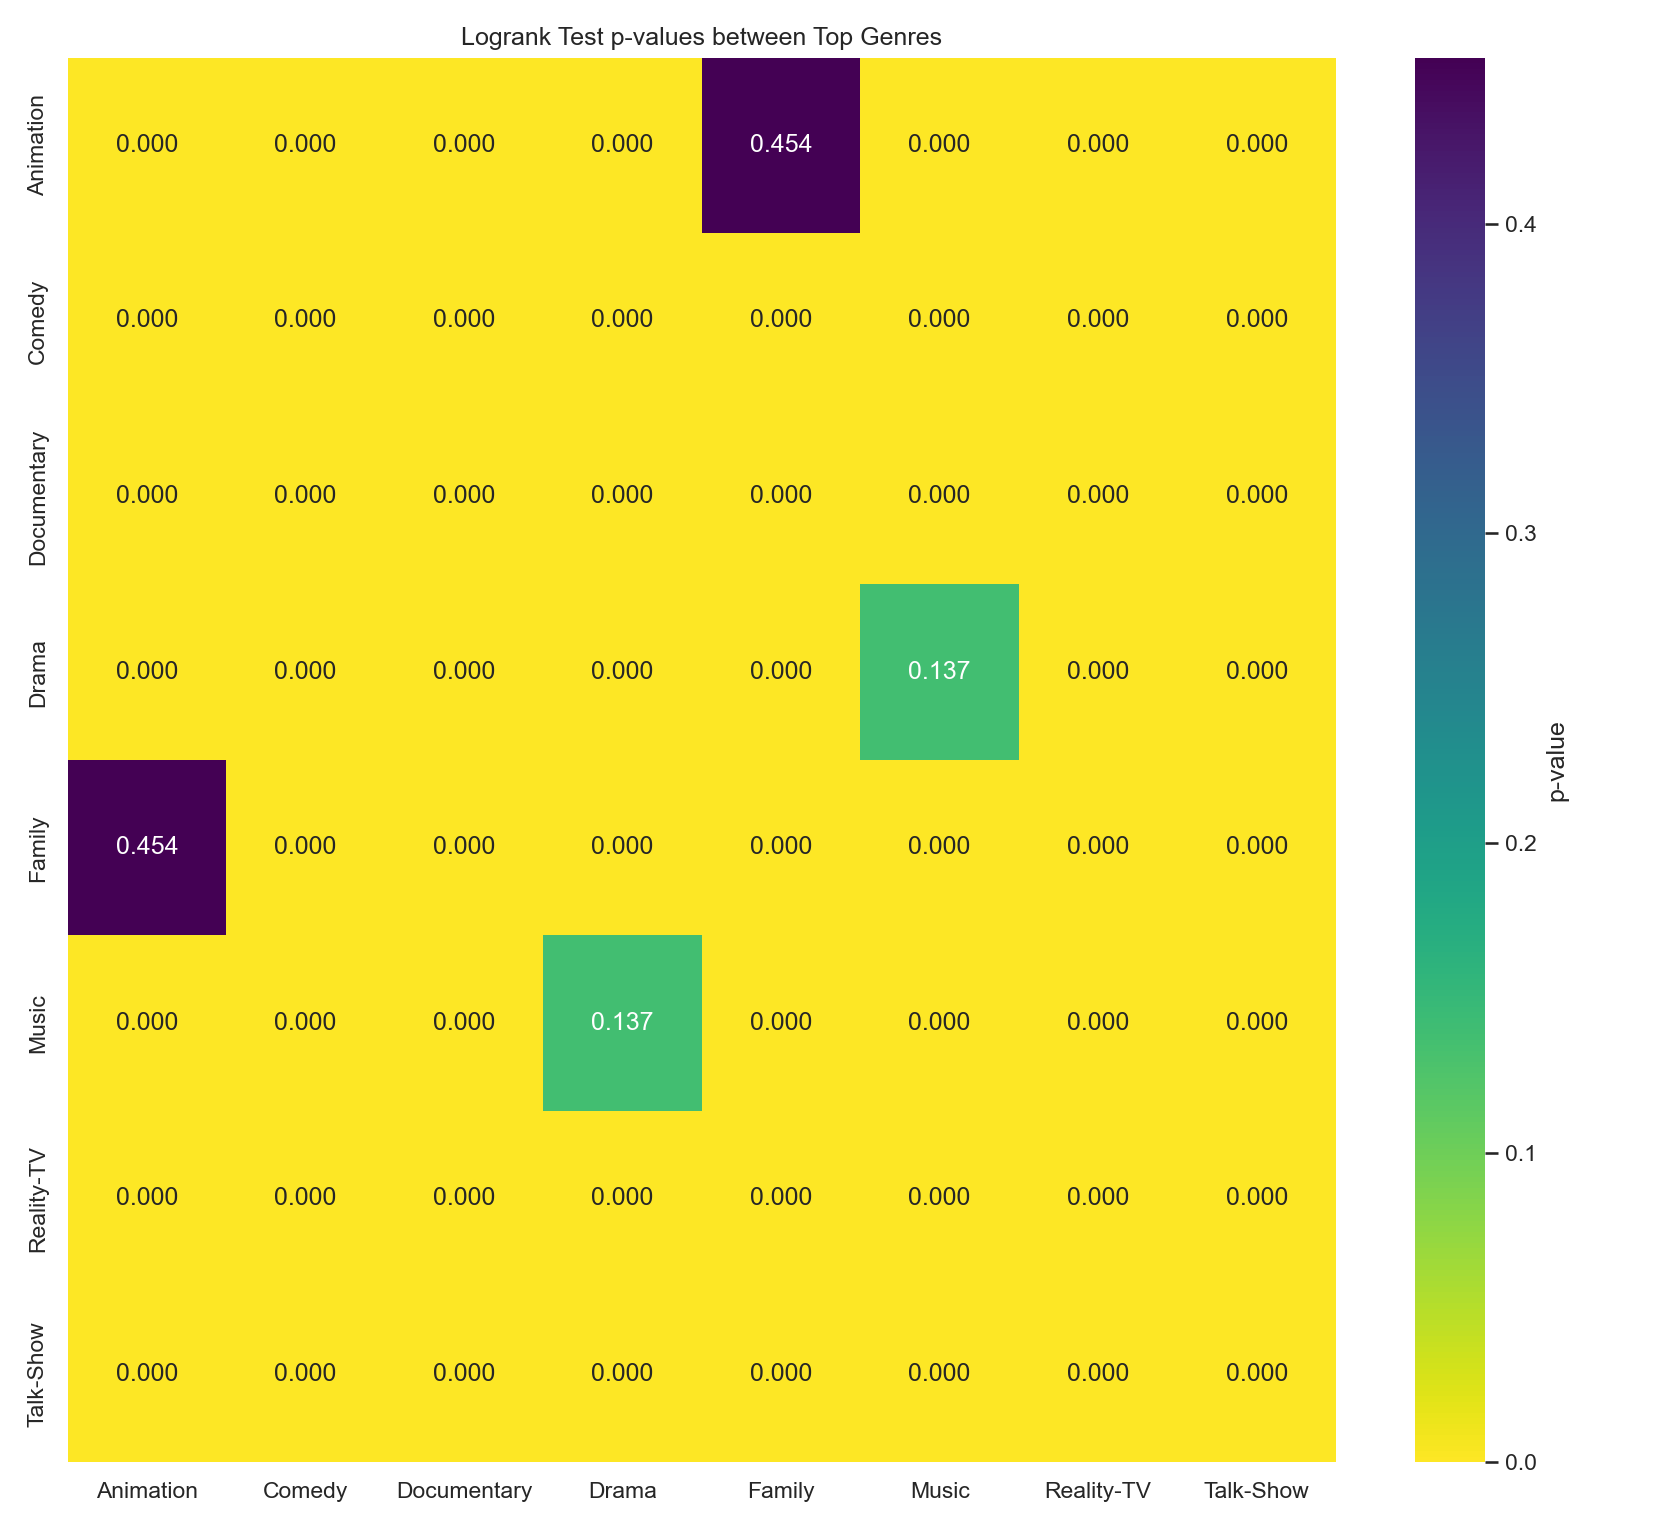 Logrank Test p-values between Top Genres
Animation 0.000 0.000 0.000 0.000 0.454 0.000 0.000 0.000
Comedy 0.000 0.000 0.000 0.000 0.000 0.000 0.000 0.000
Documentary 0.000 0.000 0.000 0.000 0.000 0.000 0.000 0.000
Drama 0.000 0.000 0.000 0.000 0.000 0.137 0.000 0.000
Family 0.454 0.000 0.000 0.000 0.000 0.000 0.000 0.000
Music 0.000 0.000 0.000 0.137 0.000 0.000 0.000 0.000
Reality-TV 0.000 0.000 0.000 0.000 0.000 0.000 0.000 0.000
Talk-Show 0.000 0.000 0.000 0.000 0.000 0.000 0.000 0.000
Animation Comedy Documentary Drama Family Music Reality-TV Talk-Show
0.4
0.3
0.2
0.1
0.0
p-value